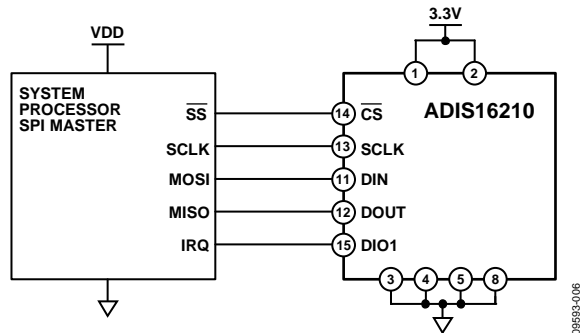 VDD
3.3V
1
2
SYSTEM
PROCESSOR
SPI MASTER
ADIS16210
SS
14
CS
SCLK
13
SCLK
MOSI
11
DIN
MISO
12
DOUT
IRQ
15
DIO1
3
4
5
8
09593-006